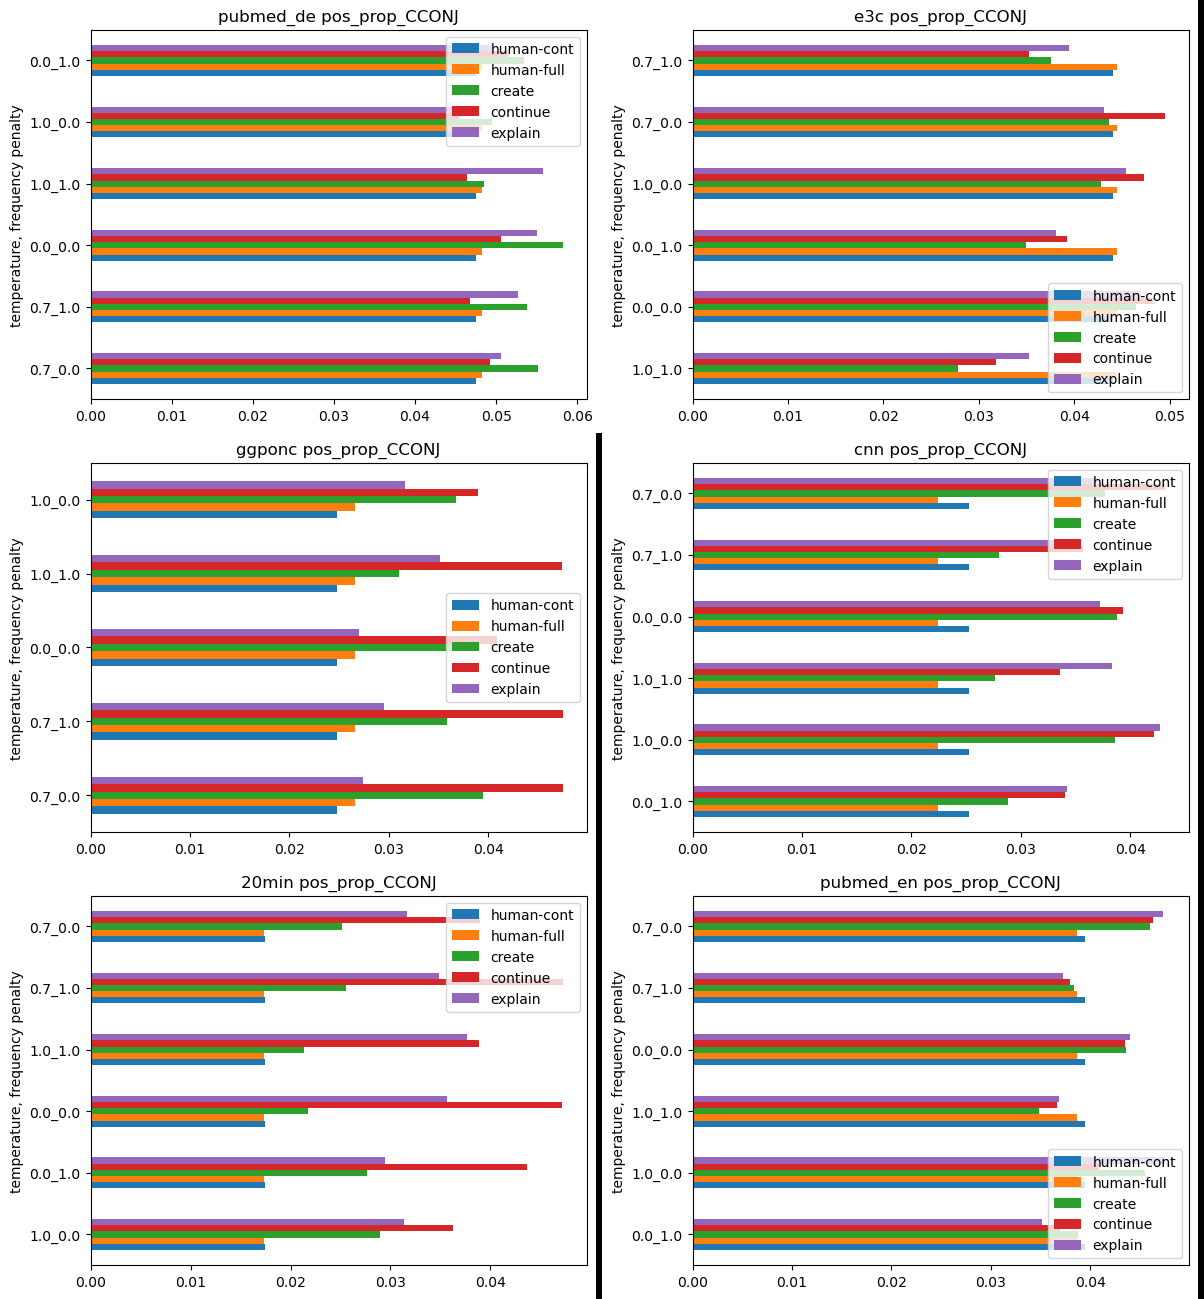 pubmed_de pos_prop_CCONJ
temperature, frequency penalty
0.0_1.0
1.0_0.0
1.0_1.0
0.0_0.0
0.7_1.0
0.7_0.0
human-cont
human-full
create
continue
explain
0.00 0.01 0.02 0.03 0.04 0.05 0.06
e3c pos_prop_CCONJ
temperature, frequency penalty
0.7_1.0
0.7_0.0
1.0_0.0
0.0_1.0
0.0_0.0
1.0_1.0
human-cont
human-full
create
continue
explain
0.00 0.01 0.02 0.03 0.04 0.05
ggponc pos_prop_CCONJ
temperature, frequency penalty
1.0_0.0
1.0_1.0
0.0_0.0
0.7_1.0
0.7_0.0
human-cont
human-full
create
continue
explain
0.00 0.01 0.02 0.03 0.04
cnn pos_prop_CCONJ
temperature, frequency penalty
0.7_0.0
0.7_1.0
0.0_0.0
1.0_1.0
1.0_0.0
0.0_1.0
human-cont
human-full
create
continue
explain
0.00 0.01 0.02 0.03 0.04
20min pos_prop_CCONJ
temperature, frequency penalty
0.7_0.0
0.7_1.0
1.0_1.0
0.0_0.0
0.0_1.0
1.0_0.0
human-cont
human-full
create
continue
explain
0.00 0.01 0.02 0.03 0.04
pubmed_en pos_prop_CCONJ
temperature, frequency penalty
0.7_0.0
0.7_1.0
0.0_0.0
1.0_1.0
1.0_0.0
0.0_1.0
human-cont
human-full
create
continue
explain
0.00 0.01 0.02 0.03 0.04